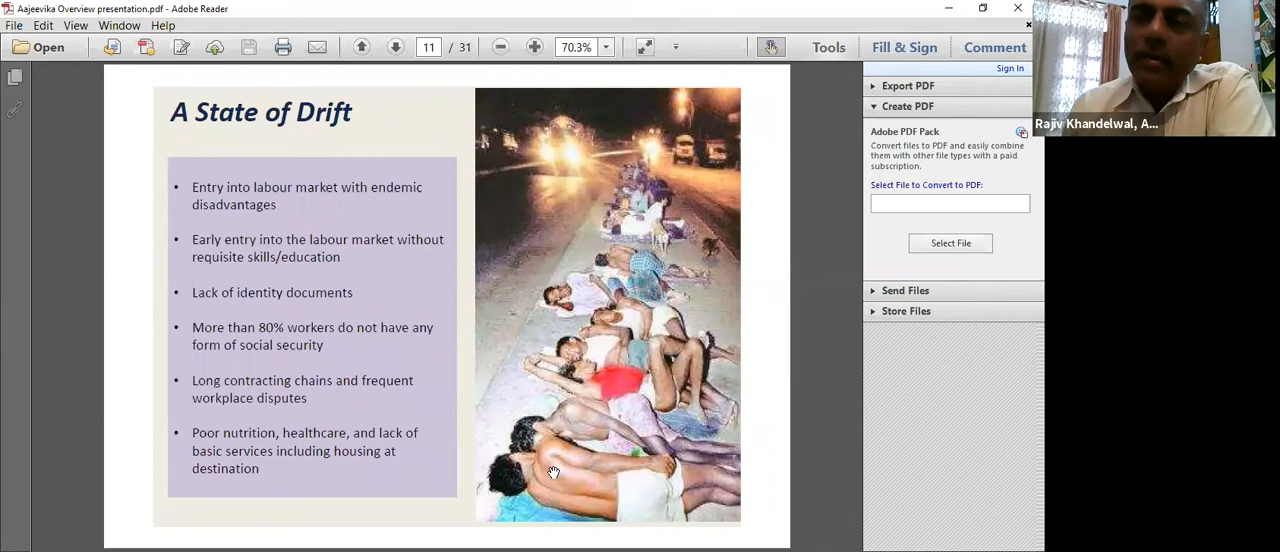 Aajeevika Overview presentation.pdf - Adobe Reader
File Edit View Window Help
Open 11 / 31 70.3% Tools Fill & Sign Comment
Sign In
Export PDF
Create PDF
Adobe PDF Pack
Convert files to PDF and easily combine
them with other file types with a paid
subscription.
Select File to Convert to PDF:
Select File
Send Files
Store Files
Rajiv Khandelwal, A...
A State of Drift
• Entry into labour market with endemic
disadvantages
• Early entry into the labour market without
requisite skills/education
• Lack of identity documents
• More than 80% workers do not have any
form of social security
• Long contracting chains and frequent
workplace disputes
• Poor nutrition, healthcare, and lack of
basic services including housing at
destination